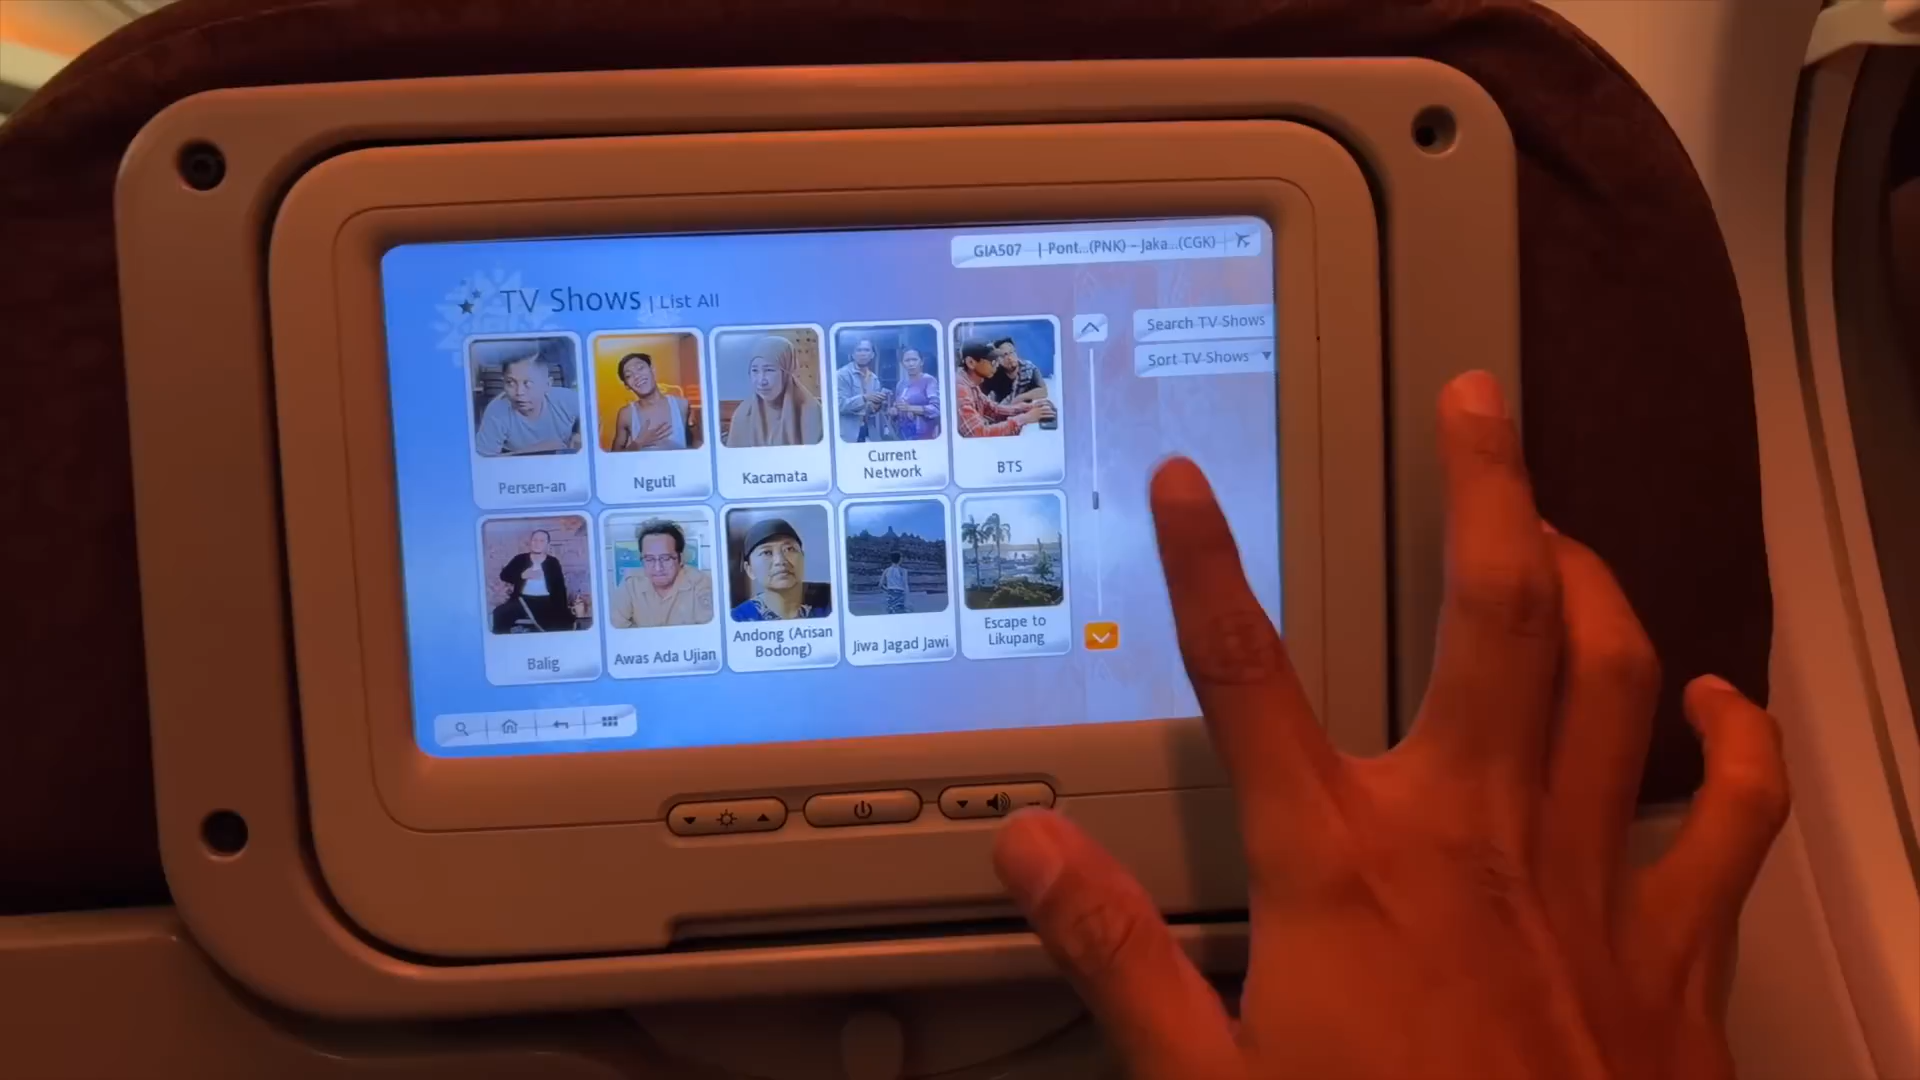 GIA507 | Pont...(PNK) - Jaka...(CGK)
TV Shows | List All
Search TV Shows
Sort TV Shows
Persen-an
Ngutil
Kacamata
Current
Network
BTS
Balig
Awas Ada Ujian
Andong (Arisan
Bodong)
Jiwa Jagad Jawi
Escape to
Likupang